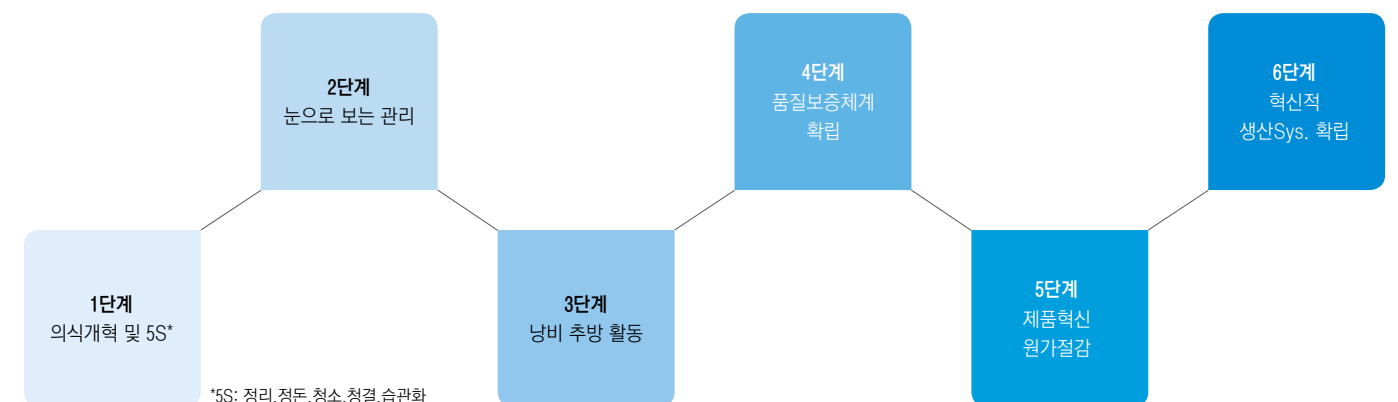 1단계
의식개혁 및 5S*
2단계
눈으로 보는 관리
3단계
낭비 추방 활동
4단계
품질보증체계
확립
5단계
제품혁신
원가절감
6단계
혁신적
생산Sys. 확립
*5S: 정리,정돈,청소,청결,습관화